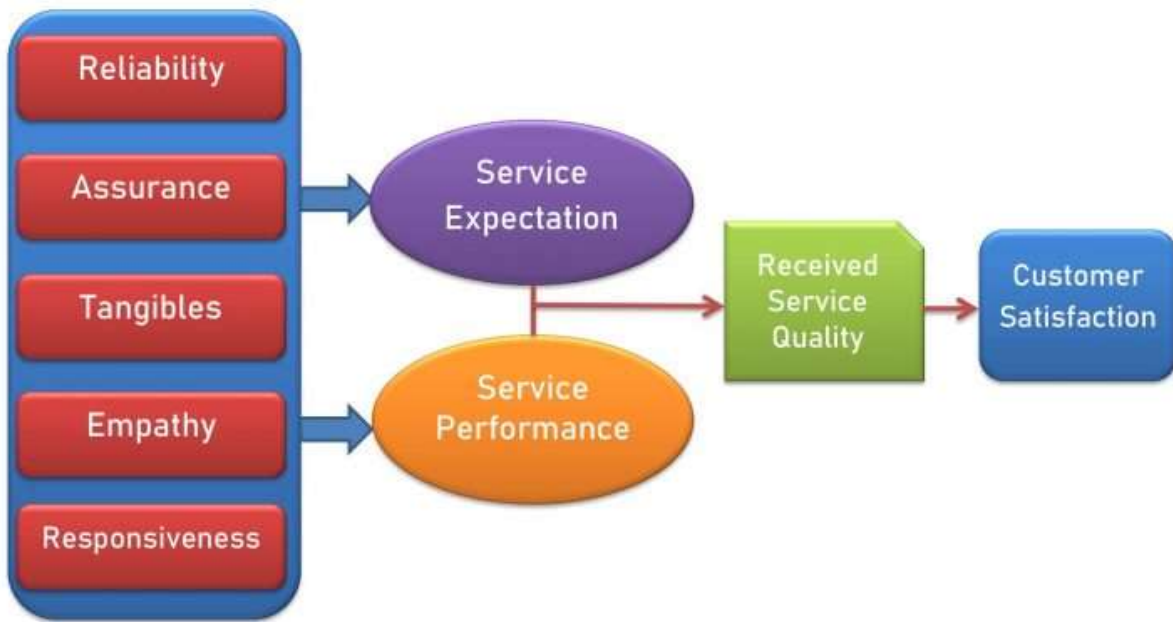 Reliability
Assurance
Tangibles
Empathy
Responsiveness
Service
Expectation
Service
Performance
Received
Service
Quality
Customer
Satisfaction